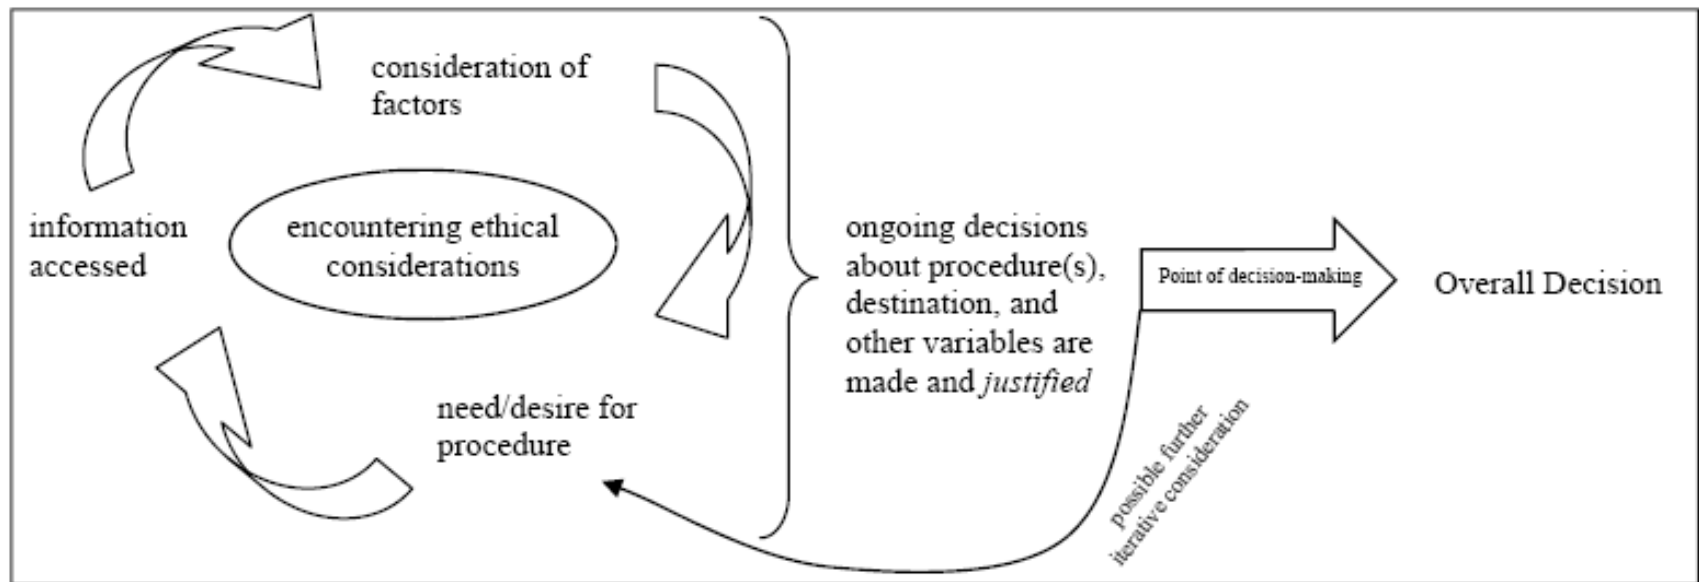 consideration of
factors
information
accessed
encountering ethical
considerations
need/desire for
procedure
ongoing decisions
about procedure(s),
destination, and
other variables are
made and justified
Point of decision-making
Overall Decision
possible further
iterative consideration